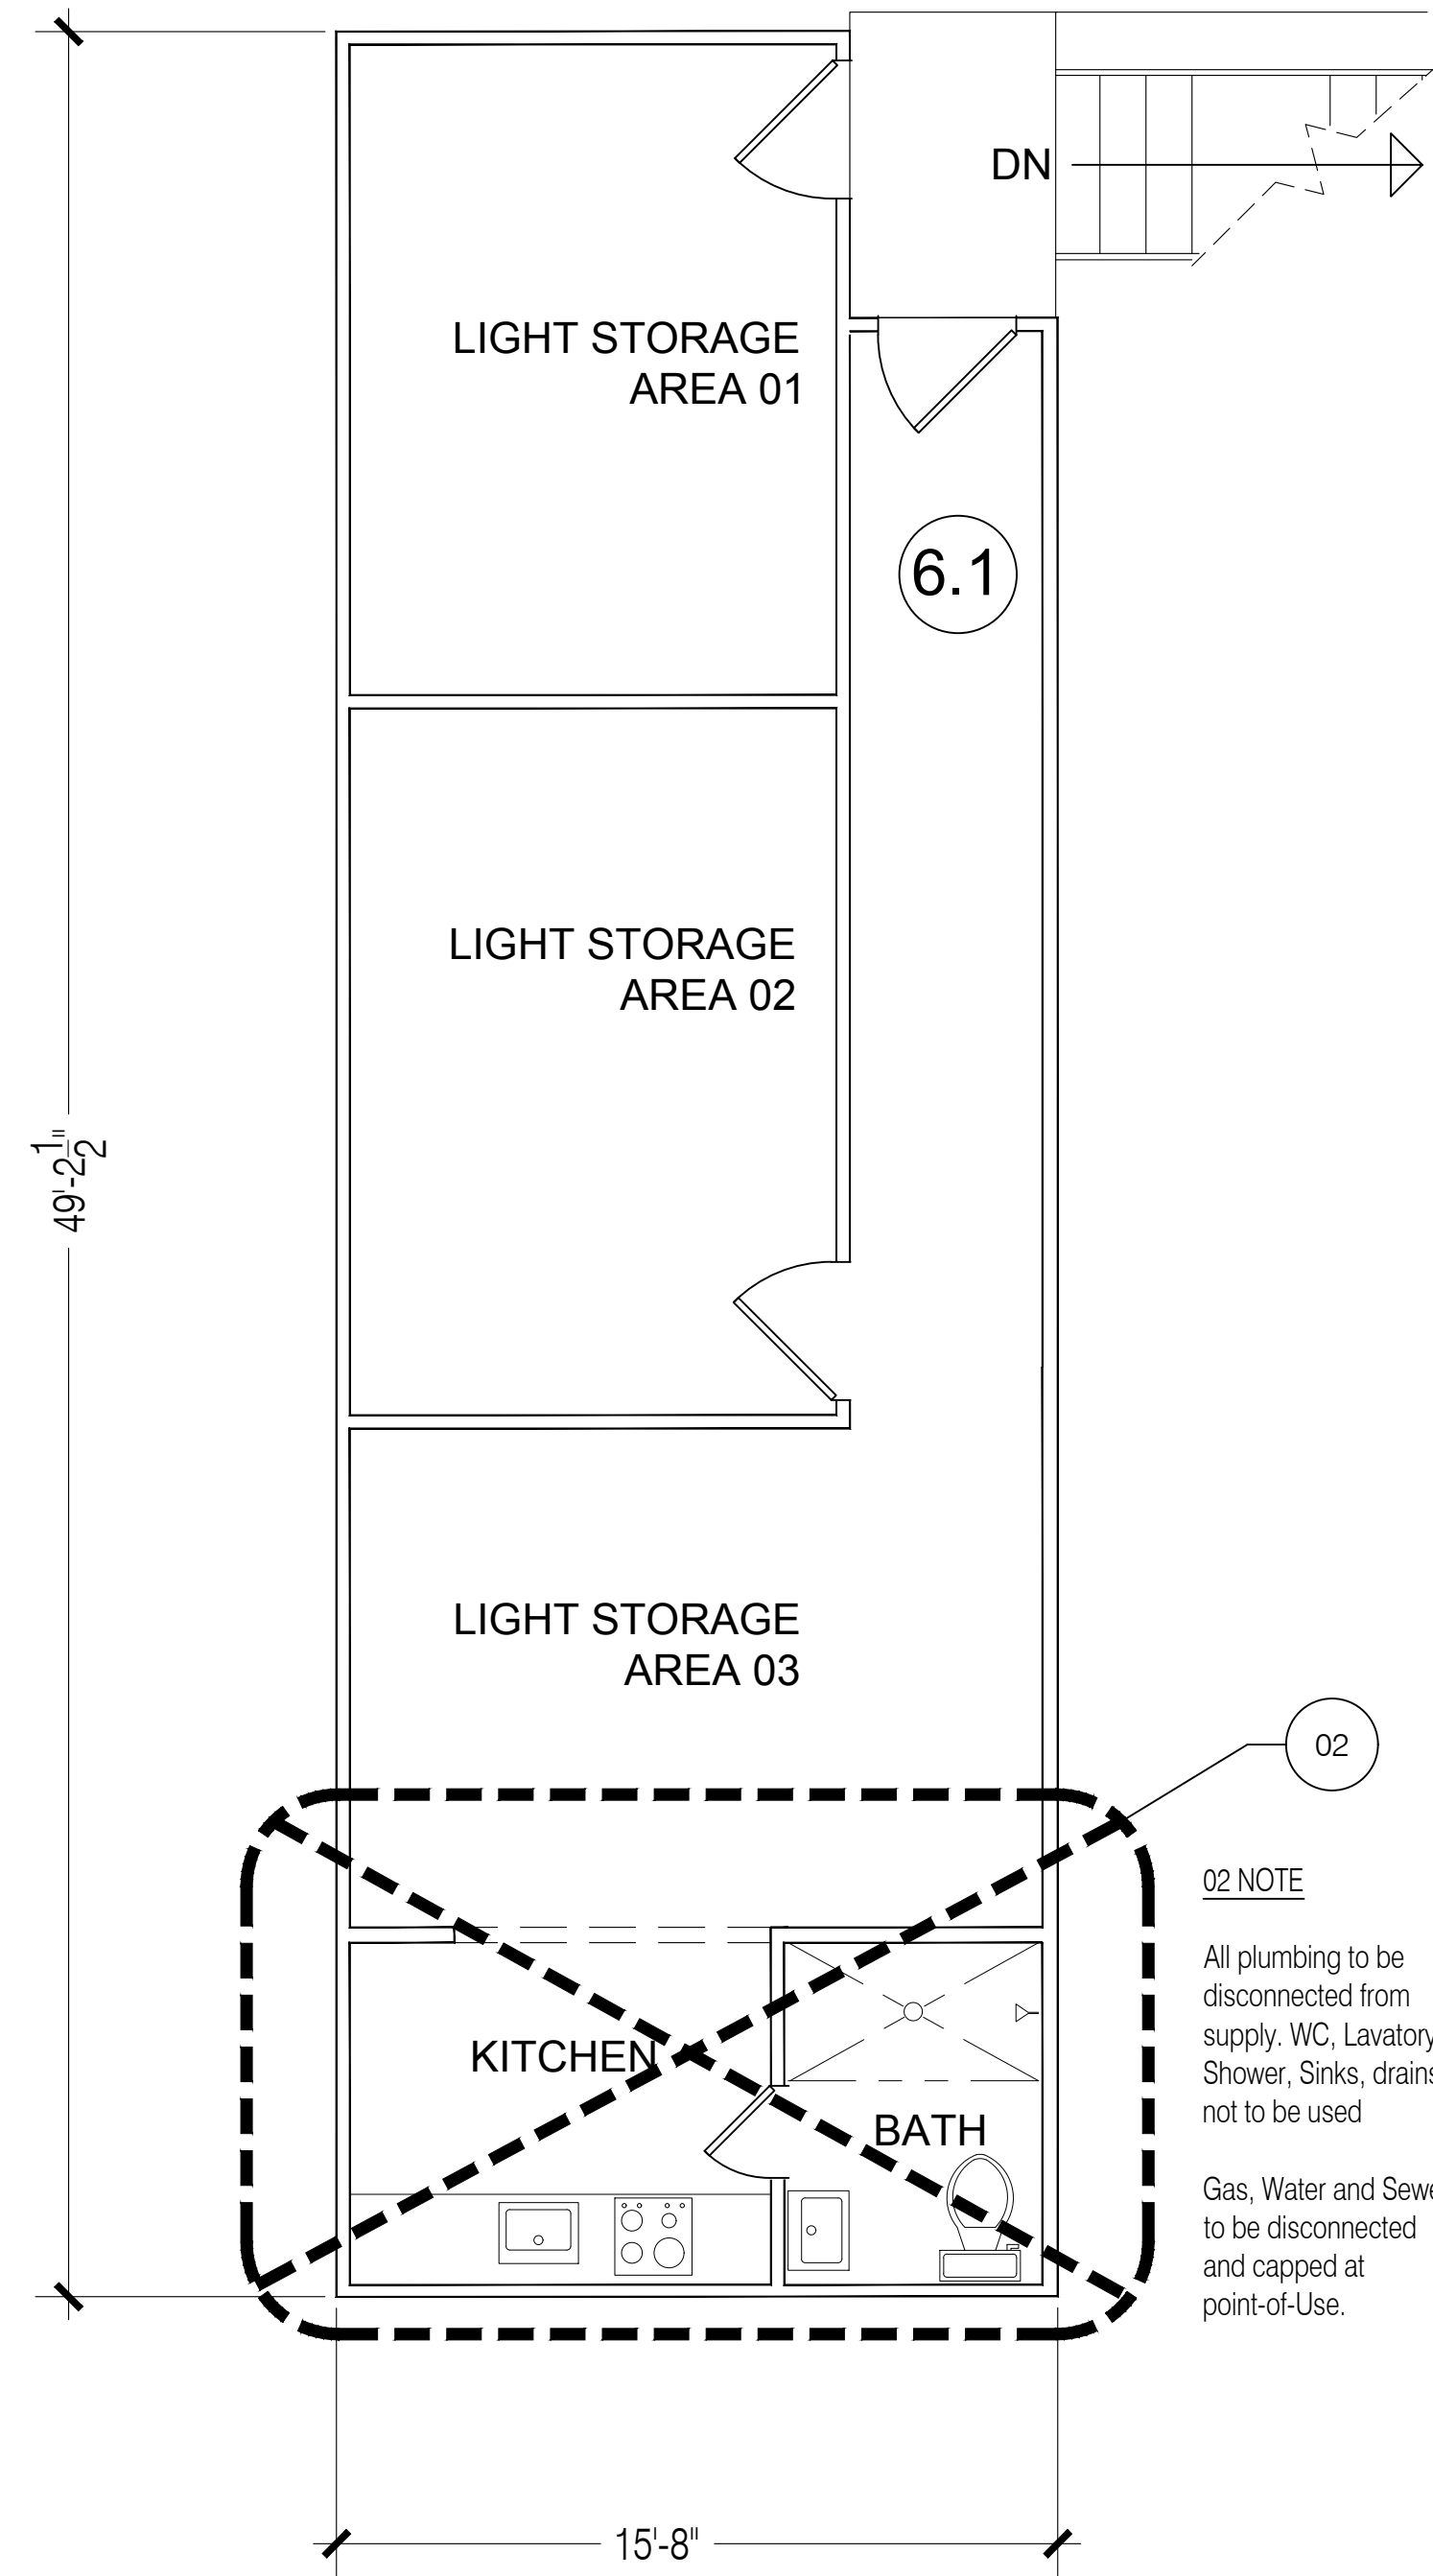 DN
LIGHT STORAGE
AREA 01
6.1
LIGHT STORAGE
AREA 02
49'-2 1/2"
LIGHT STORAGE
AREA 03
02
02 NOTE
All plumbing to be
disconnected from
supply. WC, Lavatory
Shower, Sinks, drains
not to be used
KITCHEN
BATH
Gas, Water and Sewe
to be disconnected
and capped at
point-of-Use.
15'-8"